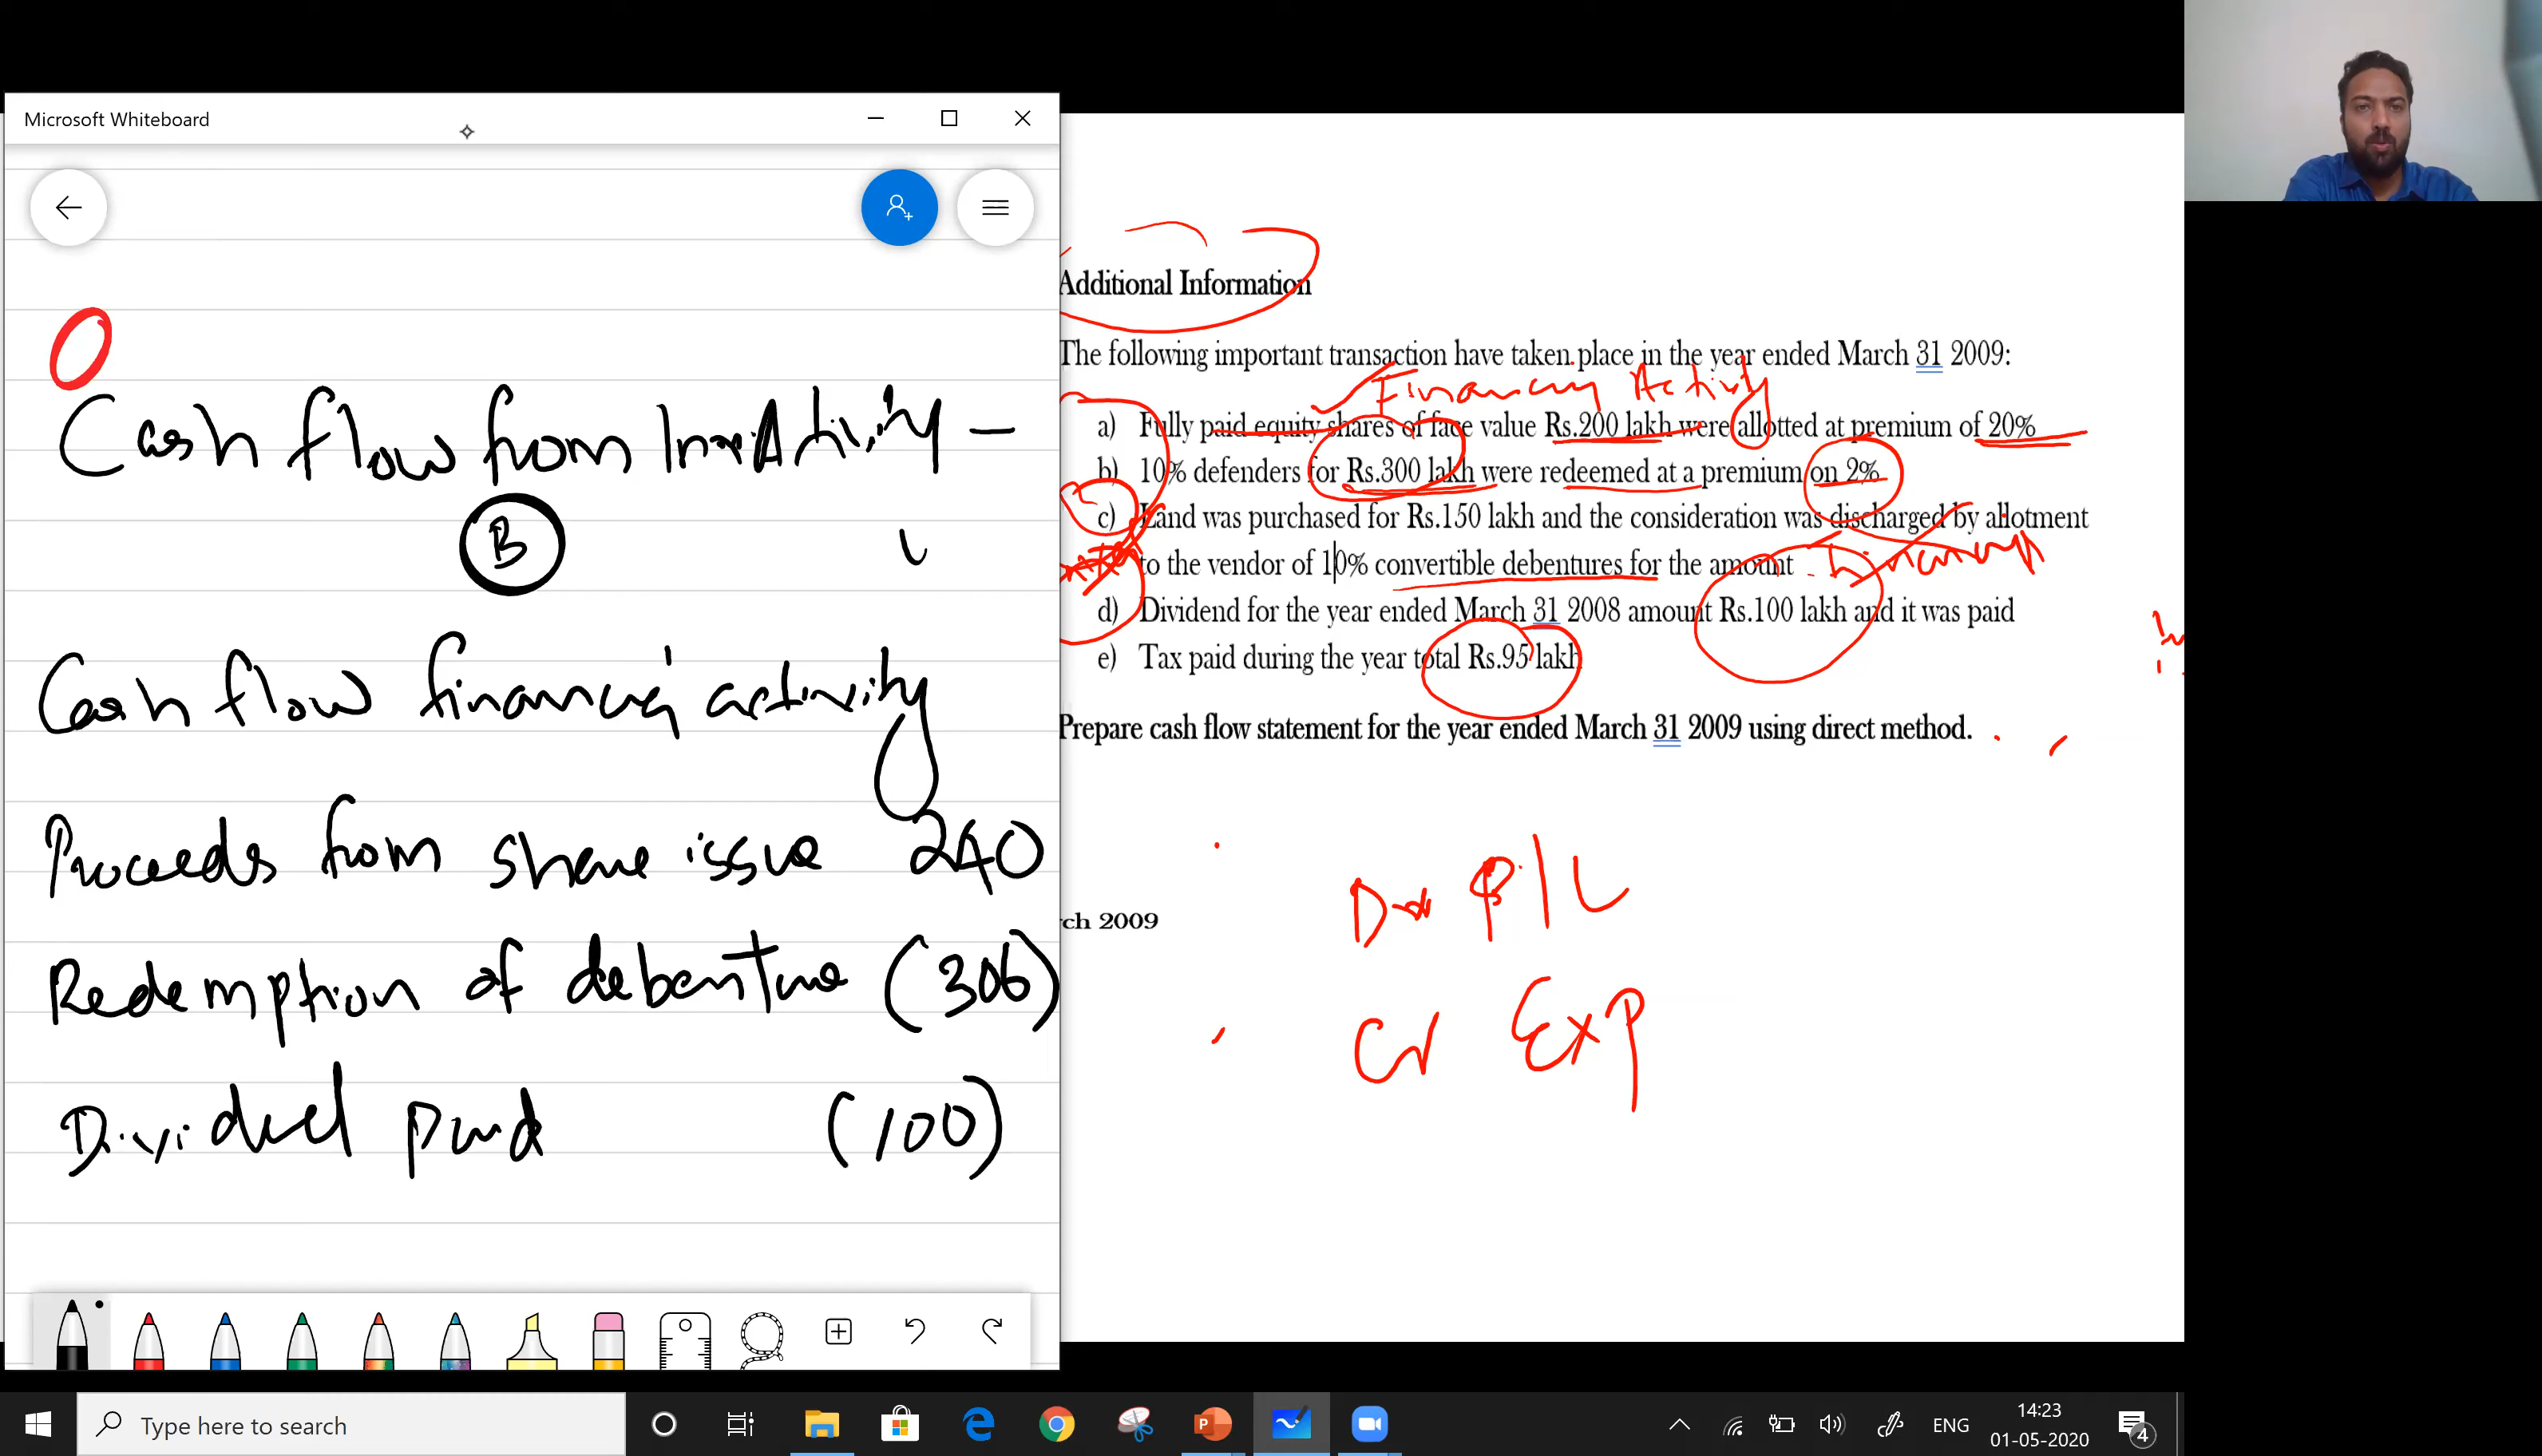 Microsoft Whiteboard
Cash flow from Activity –
B
Cash flow financing activity
Proceeds from share issue 240
Redemption of debenture (306)
Dividend paid (100)
Additional Information
The following important transaction have taken place in the year ended March 31 2009:
Financing Activity
a) Fully paid equity shares of face value Rs.200 lakh were allotted at premium of 20%
b) 10% defenders for Rs.300 lakh were redeemed at a premium on 2%
c) Land was purchased for Rs.150 lakh and the consideration was discharged by allotment
to the vendor of 10% convertible debentures for the amount
d) Dividend for the year ended March 31 2008 amount Rs.100 lakh and it was paid
e) Tax paid during the year total Rs.95 lakh
Prepare cash flow statement for the year ended March 31 2009 using direct method.
rch 2009
P/L
Cr Exp
Type here to search
ENG
14:23
01-05-2020
4